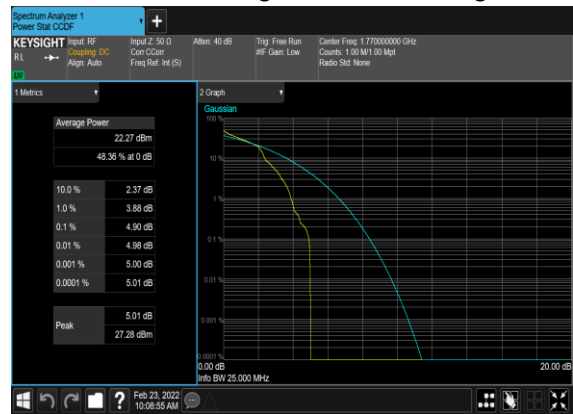 Spectrum Analyzer 1
Power Stat CCDF
KEYSIGHT
RL
LW
Input: RF
Coupling: DC
Align: Auto
Input Z: 50 Ω
Corr CCorr
Freq Ref: Int (S)
Atten: 40 dB
Trig: Free Run
#IF Gain: Low
Center Freq: 1.770000000 GHz
Counts: 1.00 M/1.00 Mpt
Radio Std: None
1 Metrics
Average Power
22.27 dBm
48.36 % at 0 dB
10.0 % 2.37 dB
1.0 % 3.88 dB
0.1 % 4.90 dB
0.01 % 4.98 dB
0.001 % 5.00 dB
0.0001 % 5.01 dB
Peak
5.01 dB
27.28 dBm
2 Graph
Gaussian
100 %
10 %
1 %
0.1 %
0.01 %
0.001 %
0.0001 %
0.00 dB 20.00 dB
Info BW 25.000 MHz
Feb 23, 2022
10:08:55 AM